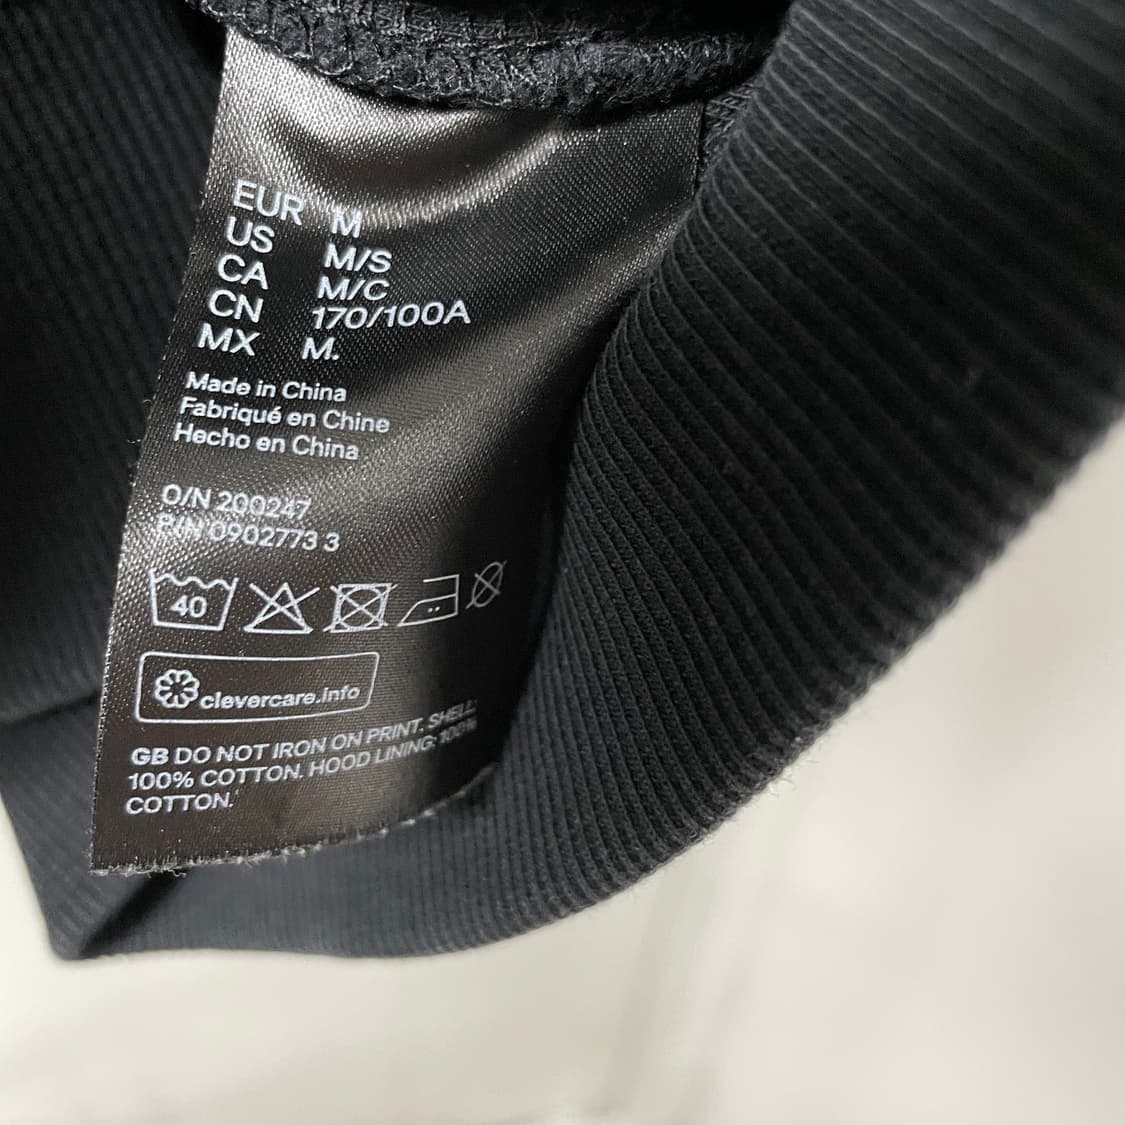 EUR M
US M/S
CA M/C
CN 170/100A
MX M.
Made in China
Fabriqué en Chine
Hecho en China
O/N 200247
P/N 0902773 3
40
clevercare.info
GB DO NOT IRON ON PRINT. SHELL:
100% COTTON. HOOD LINING: 100%
COTTON.